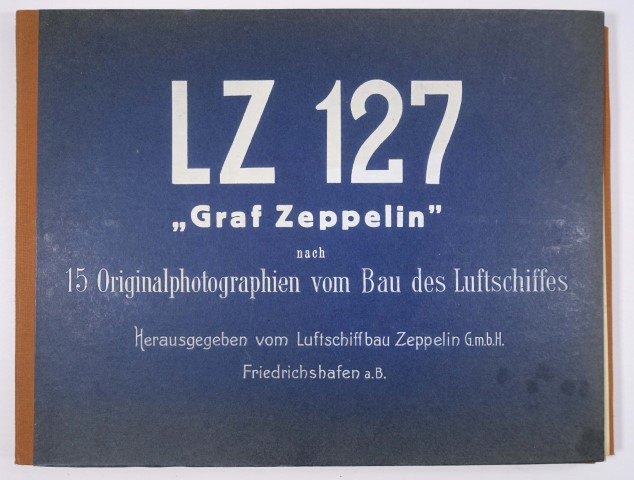 LZ 127
„Graf Zeppelin”
nach
15 Originalphotographien vom Bau des Luftschiffes
Herausgegeben vom Luftschiffbau Zeppelin G.m.b.H.
Friedrichshafen a.B.